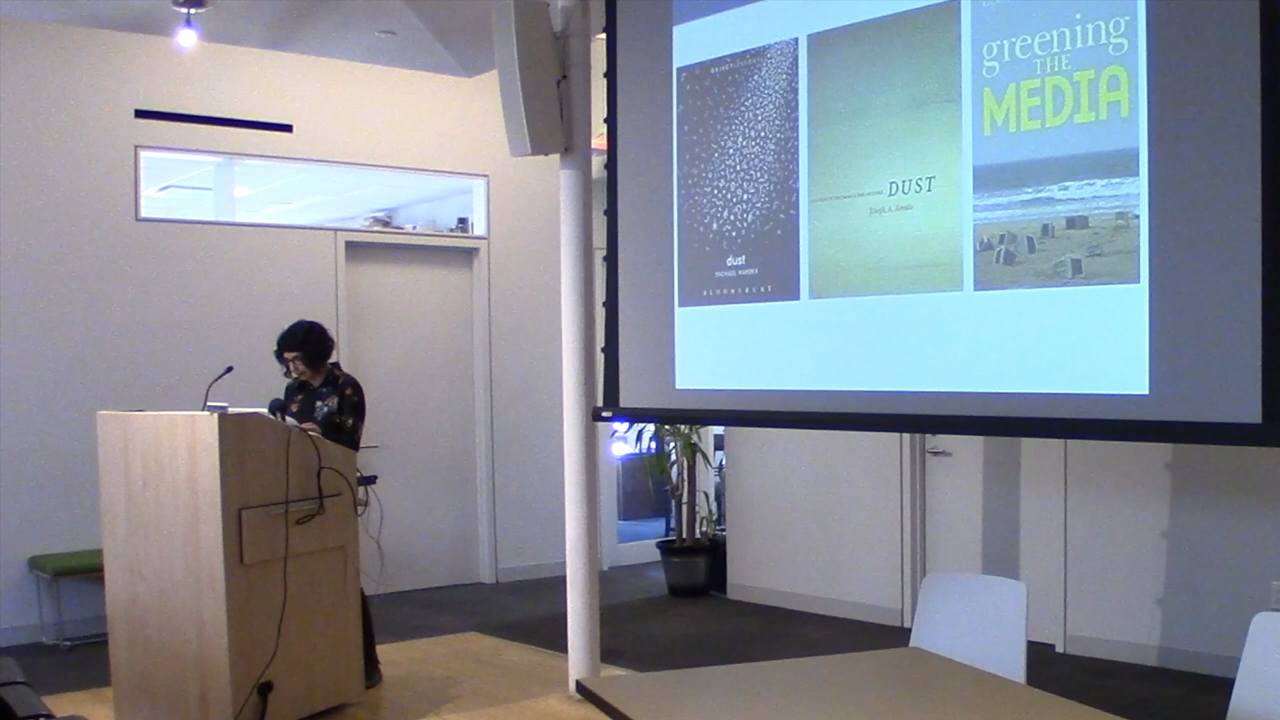 dust
MICHAEL MARDER
BLOOMSBURY
DUST
Joseph A. Amato
greening
THE
MEDIA